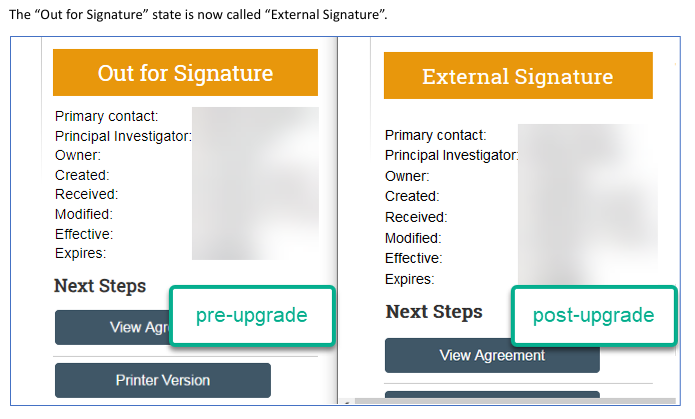 The “Out for Signature” state is now called “External Signature”.
Out for Signature
Primary contact:
Principal Investigator:
Owner:
Created:
Received:
Modified:
Effective:
Expires:
Next Steps
pre-upgrade
View Agr
Printer Version
External Signature
Primary contact:
Principal Investigator:
Owner:
Created:
Received:
Modified:
Effective:
Expires:
Next Steps
post-upgrade
View Agreement